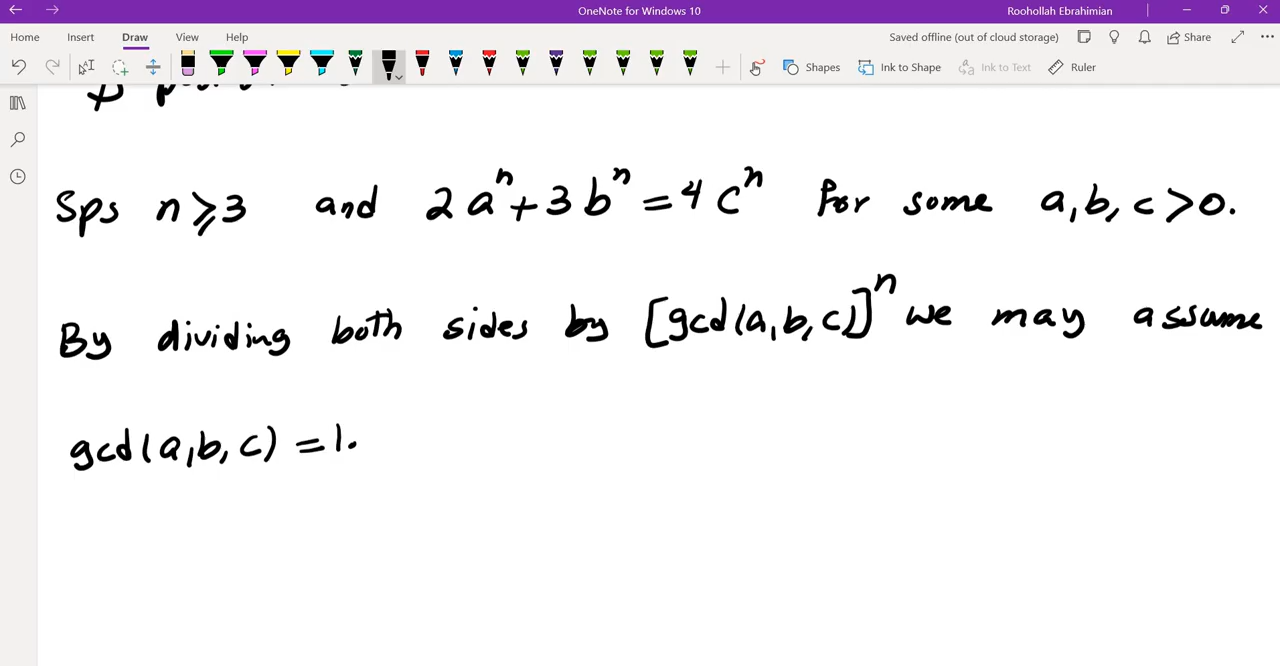 OneNote for Windows 10
Roohollah Ebrahimian
Home Insert Draw View Help
Saved offline (out of cloud storage)
Share
Shapes
Ink to Shape
Ink to Text
Ruler
Sps n ⩾ 3 and 2aⁿ + 3bⁿ = 4cⁿ for some a, b, c > 0.
By dividing both sides by [gcd(a, b, c)]ⁿ we may assume
gcd(a, b, c) = 1.